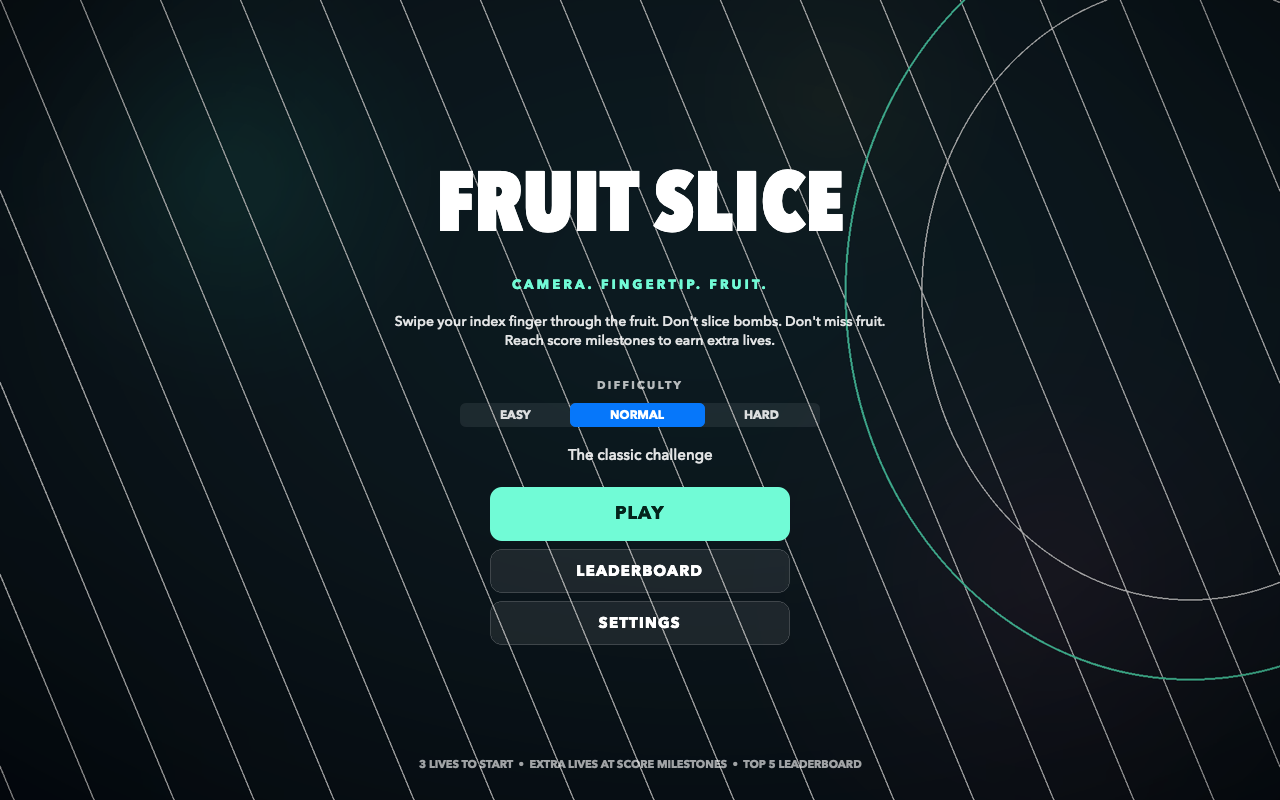 FRUIT SLICE
CAMERA. FINGERTIP. FRUIT.
Swipe your index finger through the fruit. Don't slice bombs. Don't miss fruit.
Reach score milestones to earn extra lives.
DIFFICULTY
EASY NORMAL HARD
The classic challenge
PLAY
LEADERBOARD
SETTINGS
3 LIVES TO START • EXTRA LIVES AT SCORE MILESTONES • TOP 5 LEADERBOARD